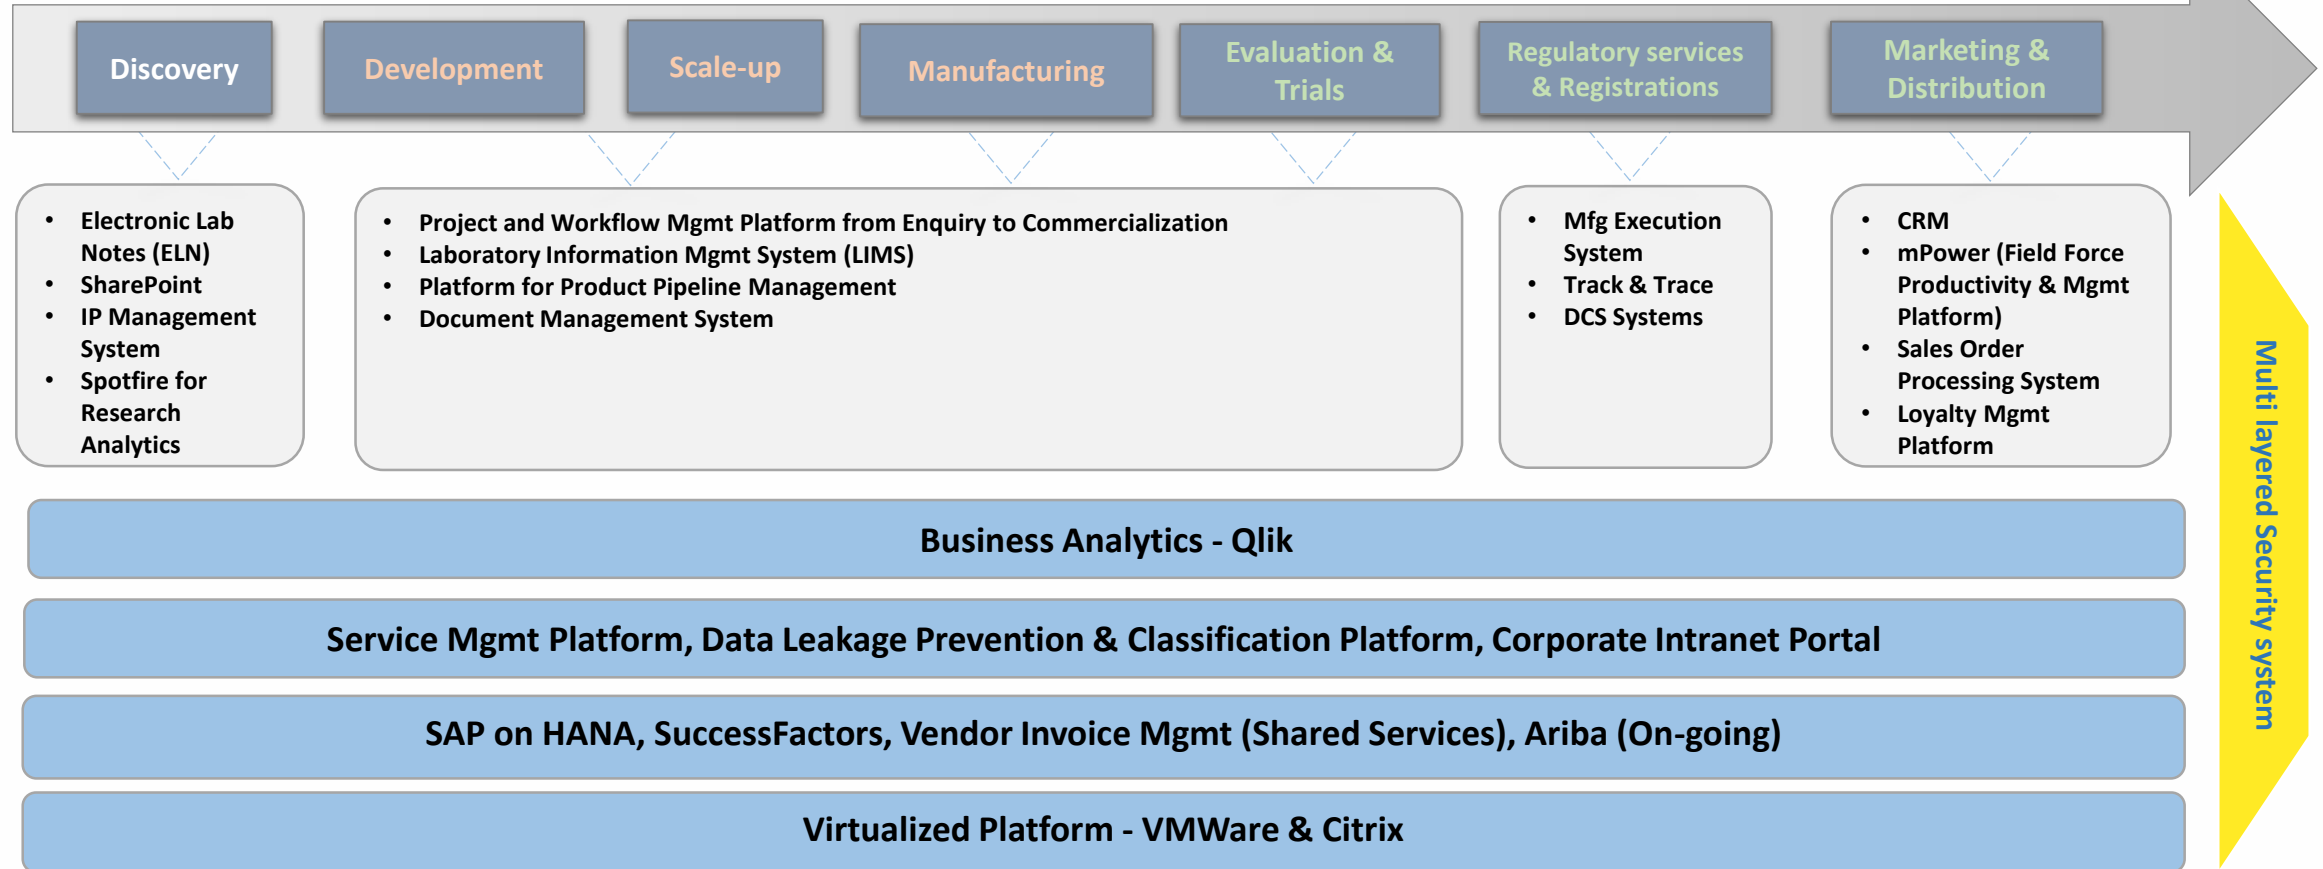 Discovery
Development
Scale-up
Manufacturing
Evaluation &
Trials
Regulatory services
& Registrations
Marketing &
Distribution
• Electronic Lab
Notes (ELN)
• SharePoint
• IP Management
System
• Spotfire for
Research
Analytics
• Project and Workflow Mgmt Platform from Enquiry to Commercialization
• Laboratory Information Mgmt System (LIMS)
• Platform for Product Pipeline Management
• Document Management System
• Mfg Execution
System
• Track & Trace
• DCS Systems
• CRM
• mPower (Field Force
Productivity & Mgmt
Platform)
• Sales Order
Processing System
• Loyalty Mgmt
Platform
Multi layered Security system
Business Analytics - Qlik
Service Mgmt Platform, Data Leakage Prevention & Classification Platform, Corporate Intranet Portal
SAP on HANA, SuccessFactors, Vendor Invoice Mgmt (Shared Services), Ariba (On-going)
Virtualized Platform - VMWare & Citrix